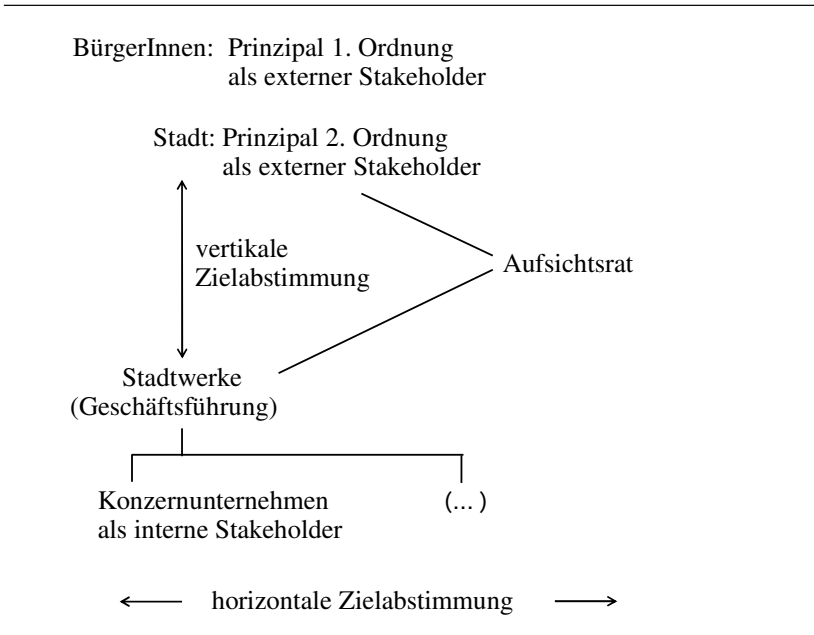 BürgerInnen: Prinzipal 1. Ordnung
als externer Stakeholder
Stadt: Prinzipal 2. Ordnung
als externer Stakeholder
vertikale
Zielabstimmung
Aufsichtsrat
Stadtwerke
(Geschäftsführung)
Konzernunternehmen
als interne Stakeholder
(... )
horizontale Zielabstimmung